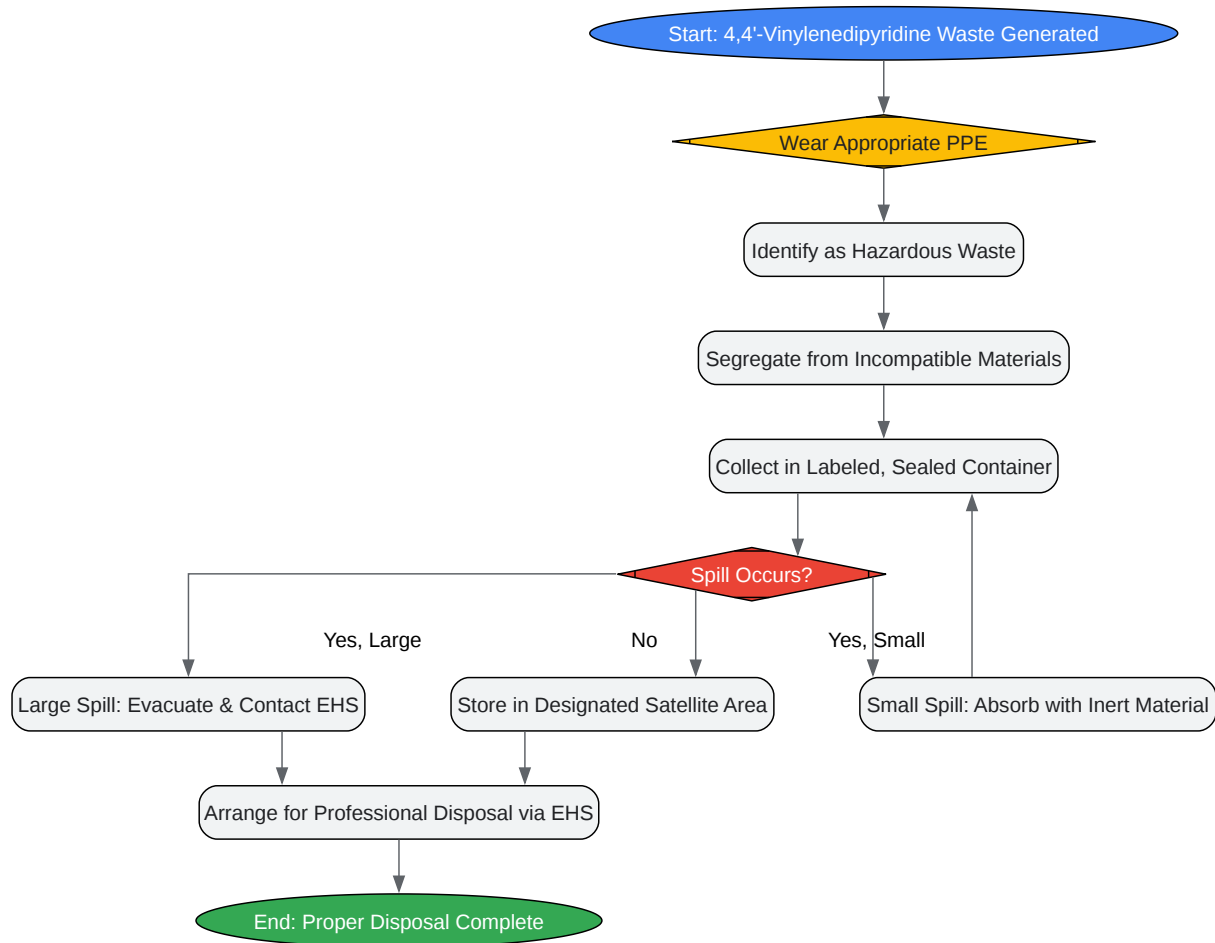 Start: 4,4'-Vinylenedipyridine Waste Generated
Wear Appropriate PPE
Identify as Hazardous Waste
Segregate from Incompatible Materials
Collect in Labeled, Sealed Container
Spill Occurs?
Yes, Large
No
Yes, Small
Large Spill: Evacuate & Contact EHS
Store in Designated Satellite Area
Small Spill: Absorb with Inert Material
Arrange for Professional Disposal via EHS
End: Proper Disposal Complete